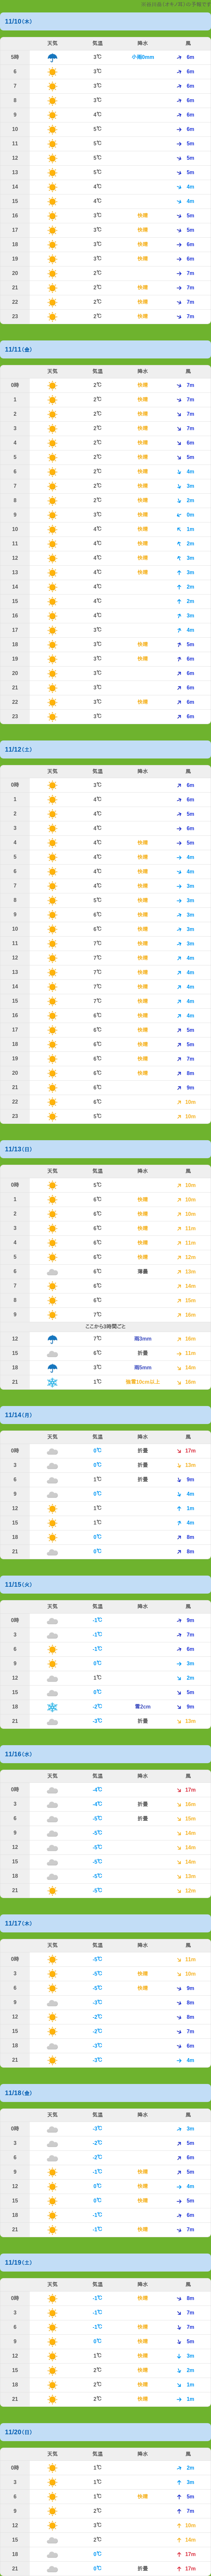 11/10(木)
天気 気温 降水 風
5時 3℃ 小雨0mm 6m
6 3℃ 6m
7 3℃ 6m
8 3℃ 6m
9 4℃ 6m
10 5℃ 6m
11 5℃ 5m
12 5℃ 5m
13 5℃ 5m
14 4℃ 4m
15 4℃ 4m
16 3℃ 快晴 5m
17 3℃ 快晴 5m
18 3℃ 快晴 6m
19 3℃ 快晴 6m
20 2℃ 7m
21 2℃ 快晴 7m
22 2℃ 快晴 7m
23 2℃ 快晴 7m
11/11(金)
天気 気温 降水 風
0時 2℃ 快晴 7m
1 2℃ 快晴 7m
2 2℃ 快晴 7m
3 2℃ 快晴 7m
4 2℃ 快晴 6m
5 2℃ 快晴 5m
6 2℃ 快晴 4m
7 2℃ 快晴 3m
8 2℃ 快晴 2m
9 3℃ 快晴 0m
10 4℃ 快晴 1m
11 4℃ 快晴 2m
12 4℃ 快晴 3m
13 4℃ 快晴 3m
14 4℃ 2m
15 4℃ 2m
16 4℃ 3m
17 3℃ 4m
18 3℃ 快晴 5m
19 3℃ 快晴 6m
20 3℃ 6m
21 3℃ 6m
22 3℃ 快晴 6m
23 3℃ 6m
11/12(土)
天気 気温 降水 風
0時 3℃ 6m
1 4℃ 6m
2 4℃ 5m
3 4℃ 6m
4 4℃ 快晴 5m
5 4℃ 快晴 4m
6 4℃ 快晴 4m
7 4℃ 快晴 3m
8 5℃ 快晴 3m
9 6℃ 快晴 3m
10 6℃ 快晴 3m
11 7℃ 快晴 3m
12 7℃ 快晴 4m
13 7℃ 快晴 4m
14 7℃ 快晴 4m
15 7℃ 快晴 4m
16 6℃ 快晴 4m
17 6℃ 快晴 5m
18 6℃ 快晴 5m
19 6℃ 快晴 7m
20 6℃ 快晴 8m
21 6℃ 9m
22 6℃ 10m
23 5℃ 10m
11/13(日)
天気 気温 降水 風
0時 5℃ 10m
1 6℃ 快晴 10m
2 6℃ 快晴 10m
3 6℃ 快晴 11m
4 6℃ 快晴 11m
5 6℃ 快晴 12m
6 6℃ 薄曇 13m
7 6℃ 14m
8 6℃ 15m
9 7℃ 16m
ここから3時間ごと
12 7℃ 雨3mm 16m
15 6℃ 折曇 11m
18 3℃ 雨5mm 14m
21 1℃ 強雪10cm以上 16m
11/14(月)
天気 気温 降水 風
0時 0℃ 折曇 17m
3 0℃ 折曇 13m
6 1℃ 折曇 9m
9 0℃ 4m
12 1℃ 1m
15 1℃ 4m
18 0℃ 8m
21 0℃ 8m
11/15(火)
天気 気温 降水 風
0時 -1℃ 9m
3 -1℃ 7m
6 -1℃ 6m
9 0℃ 3m
12 1℃ 2m
15 0℃ 5m
18 -2℃ 雪2cm 9m
21 -3℃ 折曇 12m
11/16(水)
天気 気温 降水 風
0時 -4℃ 17m
3 -4℃ 折曇 16m
6 -5℃ 折曇 15m
9 -5℃ 14m
12 -5℃ 14m
15 -5℃ 14m
18 -5℃ 13m
21 -5℃ 12m
11/17(木)
天気 気温 降水 風
0時 -5℃ 11m
3 -5℃ 快晴 10m
6 -5℃ 快晴 9m
9 -3℃ 8m
12 -2℃ 8m
15 -2℃ 7m
18 -3℃ 6m
21 -3℃ 4m
11/18(金)
天気 気温 降水 風
0時 -3℃ 3m
3 -2℃ 5m
6 -2℃ 6m
9 -1℃ 快晴 5m
12 0℃ 快晴 4m
15 0℃ 快晴 5m
18 -1℃ 6m
21 -1℃ 快晴 7m
11/19(土)
天気 気温 降水 風
0時 -1℃ 快晴 8m
3 -1℃ 7m
6 -1℃ 快晴 7m
9 0℃ 快晴 5m
12 1℃ 快晴 3m
15 2℃ 快晴 2m
18 2℃ 快晴 1m
21 2℃ 快晴 1m
11/20(日)
天気 気温 降水 風
0時 1℃ 2m
3 1℃ 3m
6 1℃ 快晴 5m
9 2℃ 7m
12 3℃ 10m
15 2℃ 14m
18 0℃ 17m
21 0℃ 折曇 17m